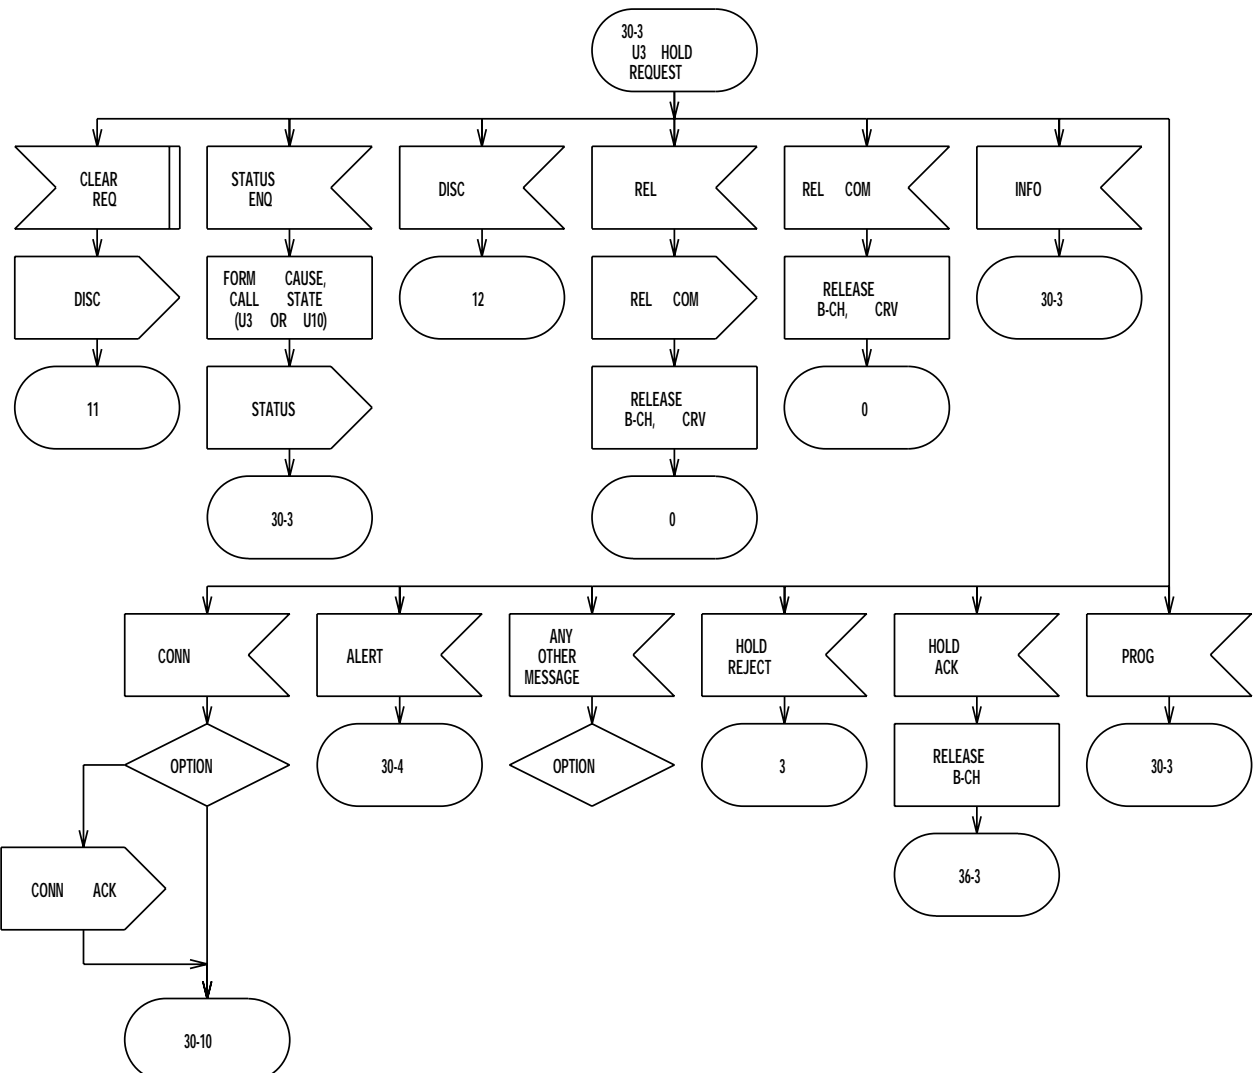 30-3
U3 HOLD
REQUEST
CLEAR
REQ
STATUS
ENQ
DISC
REL
REL COM
INFO
DISC
FORM CAUSE,
CALL STATE
(U3 OR U10)
12
REL COM
RELEASE
B-CH, CRV
30-3
11
STATUS
RELEASE
B-CH, CRV
0
30-3
0
CONN
ALERT
ANY
OTHER
MESSAGE
HOLD
REJECT
HOLD
ACK
PROG
OPTION
30-4
OPTION
3
RELEASE
B-CH
30-3
CONN ACK
36-3
30-10